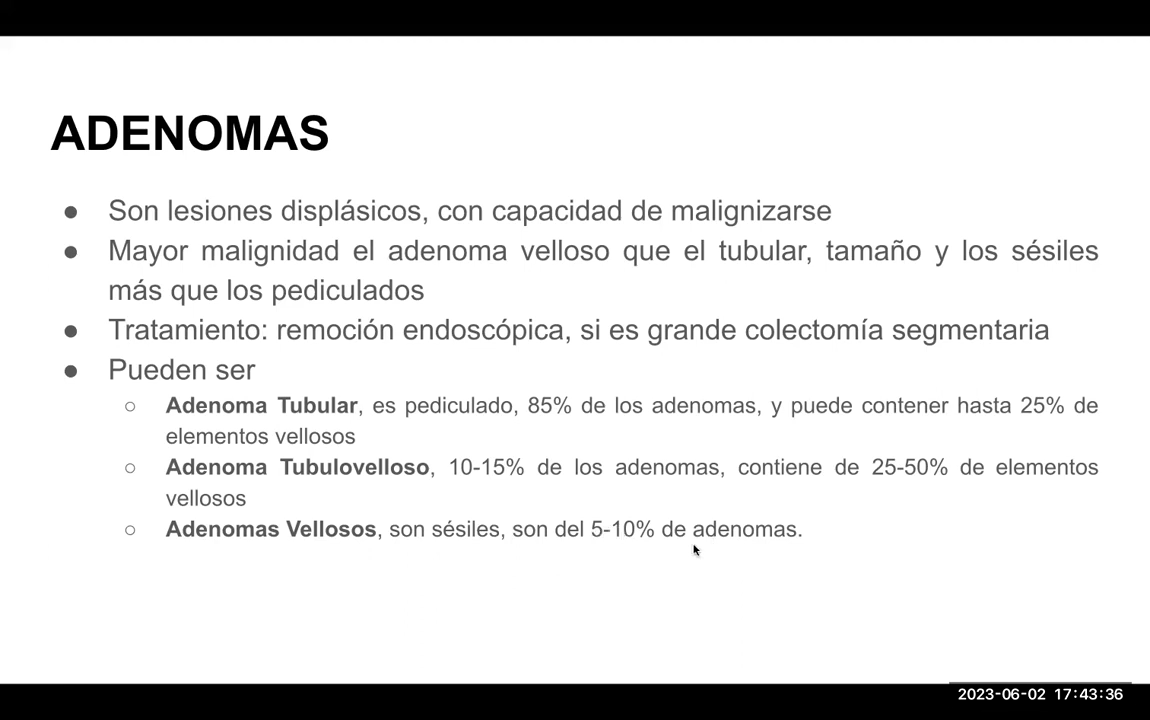 ADENOMAS
● Son lesiones displásicos, con capacidad de malignizarse
● Mayor malignidad el adenoma velloso que el tubular, tamaño y los sésiles
más que los pediculados
● Tratamiento: remoción endoscópica, si es grande colectomía segmentaria
● Pueden ser
○ Adenoma Tubular, es pediculado, 85% de los adenomas, y puede contener hasta 25% de
elementos vellosos
○ Adenoma Tubulovelloso, 10-15% de los adenomas, contiene de 25-50% de elementos
vellosos
○ Adenomas Vellosos, son sésiles, son del 5-10% de adenomas.
2023-06-02 17:43:36